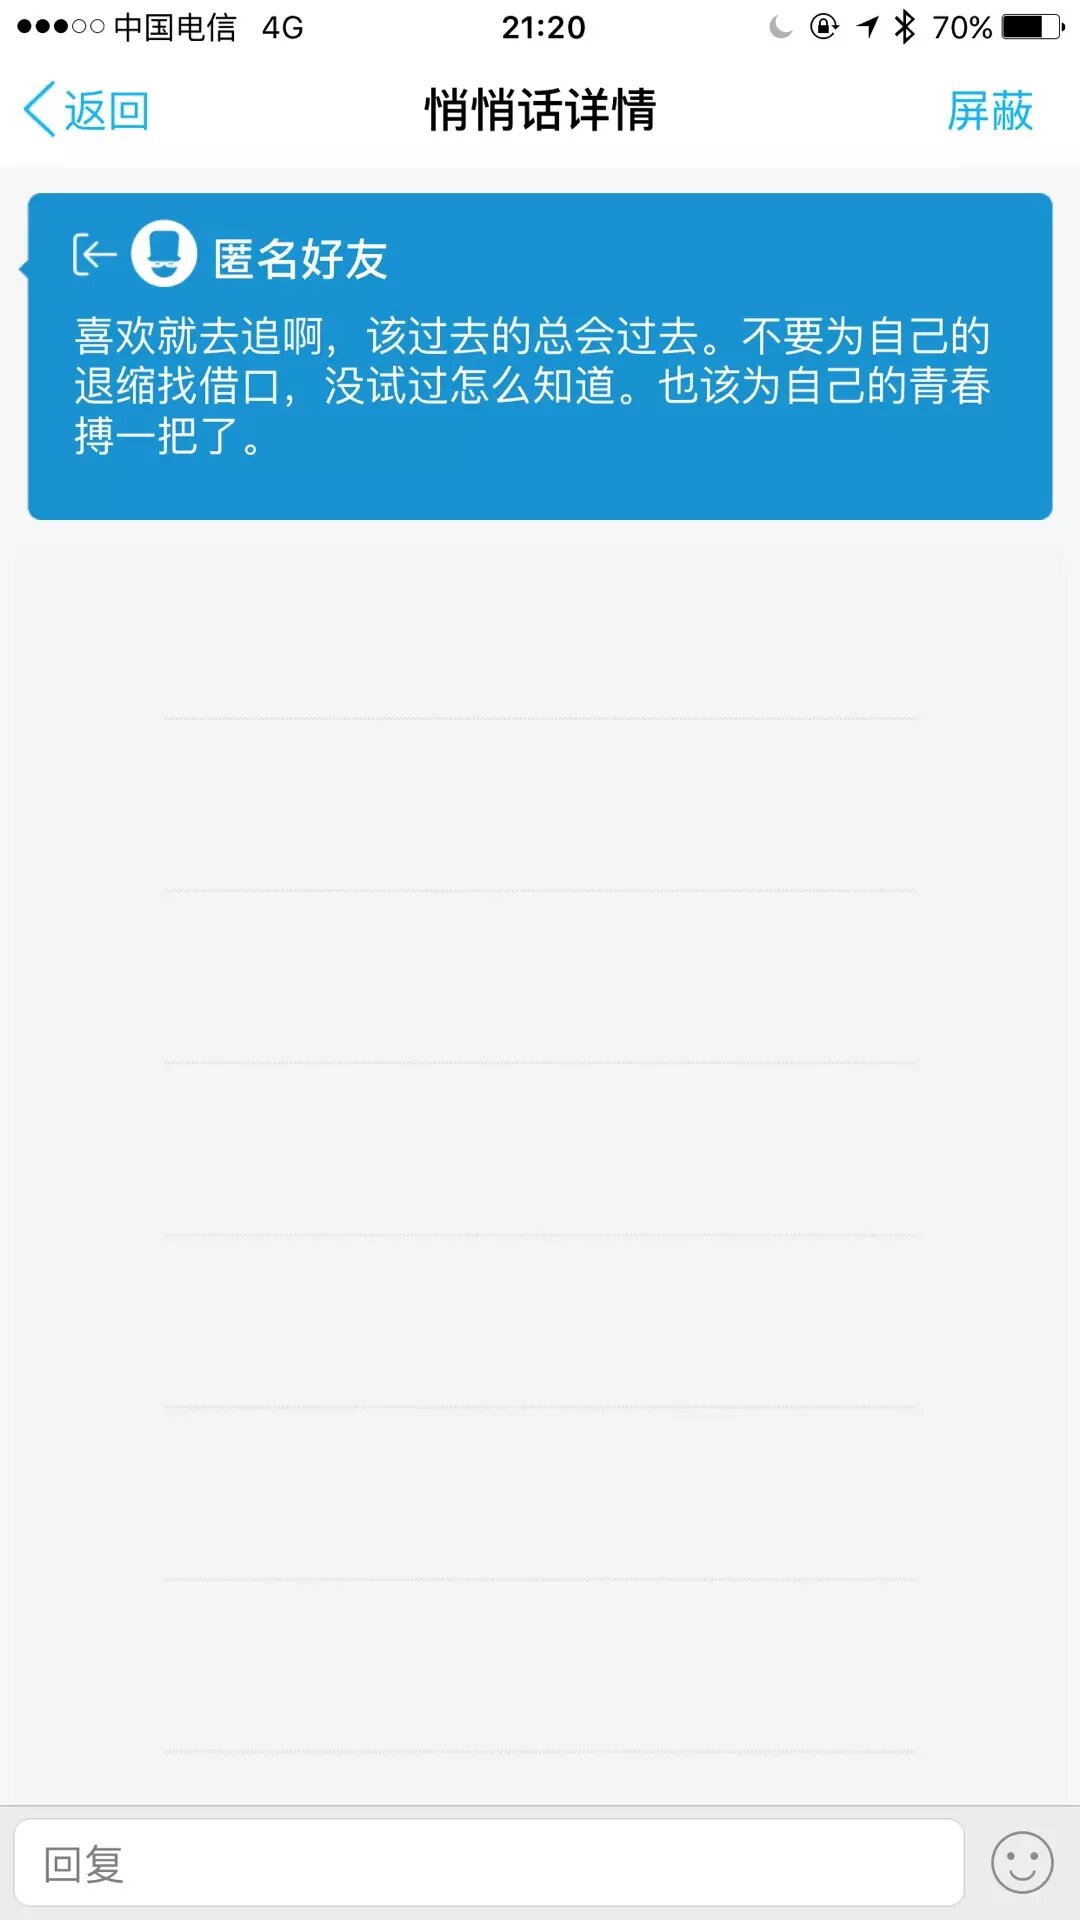 中国电信 4G 21:20 70%
返回 悄悄话详情 屏蔽
匿名好友
喜欢就去追啊，该过去的总会过去。不要为自己的
退缩找借口，没试过怎么知道。也该为自己的青春
搏一把了。
回复